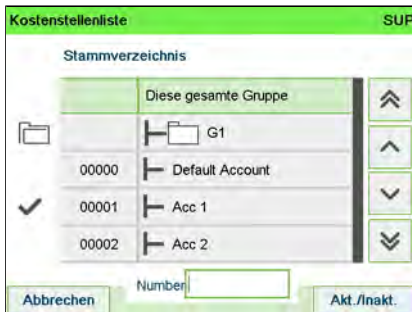 Kostenstellenliste SUP
Stammverzeichnis
Diese gesamte Gruppe
G1
00000 Default Account
00001 Acc 1
00002 Acc 2
Number
Abbrechen Akt./Inakt.